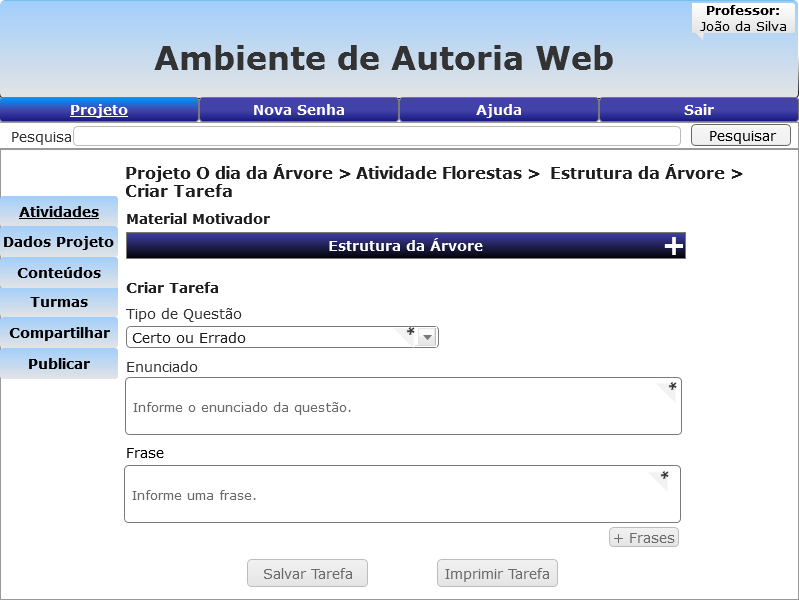 Professor:
João da Silva
Ambiente de Autoria Web
Projeto
Nova Senha
Ajuda
Sair
Pesquisa
Pesquisar
Projeto O dia da Árvore > Atividade Florestas > Estrutura da Árvore >
Criar Tarefa
Atividades
Dados Projeto
Conteúdos
Turmas
Compartilhar
Publicar
Material Motivador
Estrutura da Árvore +
Criar Tarefa
Tipo de Questão
Certo ou Errado *
Enunciado
Informe o enunciado da questão. *
Frase
Informe uma frase. *
+ Frases
Salvar Tarefa
Imprimir Tarefa